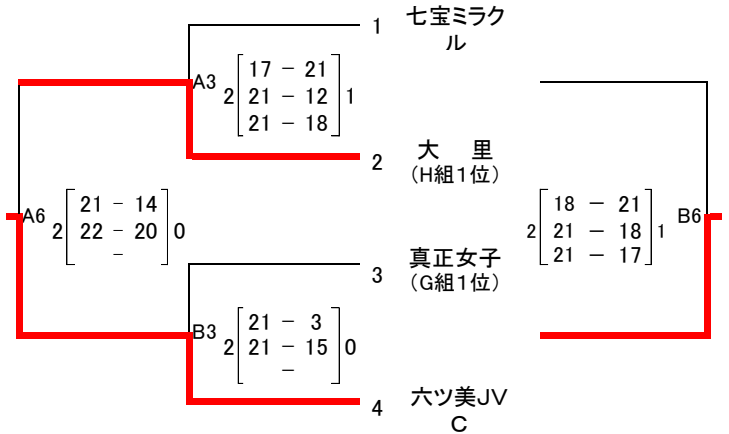 1 七宝ミラク
ル
A3 2 17 - 21 1
21 - 12
21 - 18
2 大 里
（H組１位）
A6 2 21 - 14 0
22 - 20
-
2 18 - 21 1 B6
21 - 18
21 - 17
3 真正女子
（G組１位）
B3 2 21 - 3 0
21 - 15
-
4 六ツ美JV
C